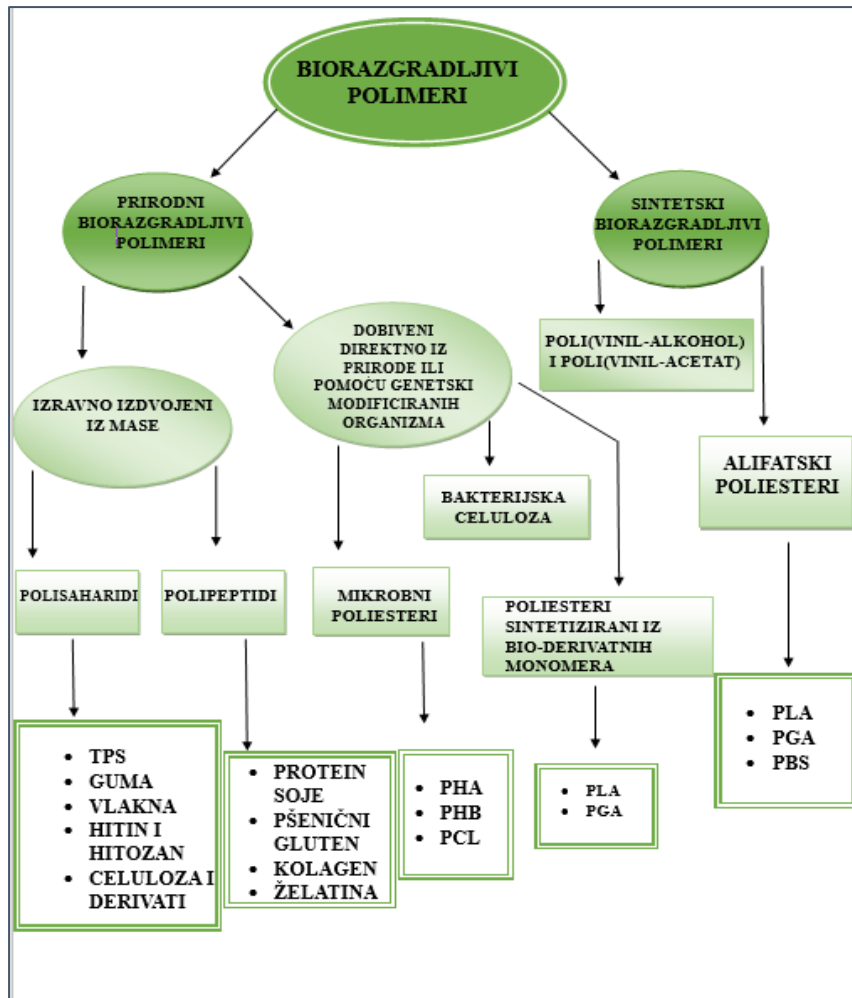 BIORAZGRADLJIVI
POLIMERI
PRIRODNI
BIORAZGRADLJIVI
POLIMERI
SINTETSKI
BIORAZGRADLJIVI
POLIMERI
IZRAVNO IZDVOJENI
IZ MASE
DOBIVENI
DIREKTNO IZ
PRIRODE ILI
POMOĆU GENETSKI
MODIFICIRANIH
ORGANIZMA
POLI(VINIL-ALKOHOL)
I POLI(VINIL-ACETAT)
BAKTERIJSKA
CELULOZA
ALIFATSKI
POLIESTERI
POLISAHARIDI
POLIPEPTIDI
MIKROBNI
POLIESTERI
POLIESTERI
SINTETIZIRANI IZ
BIO-DERIVATNIH
MONOMERA
• TPS
• GUMA
• VLAKNA
• HITIN I
HITOZAN
• CELULOZA I
DERIVATI
• PROTEIN
SOJE
• PŠENIČNI
GLUTEN
• KOLAGEN
• ŽELATINA
• PHA
• PHB
• PCL
• PLA
• PGA
• PLA
• PGA
• PBS